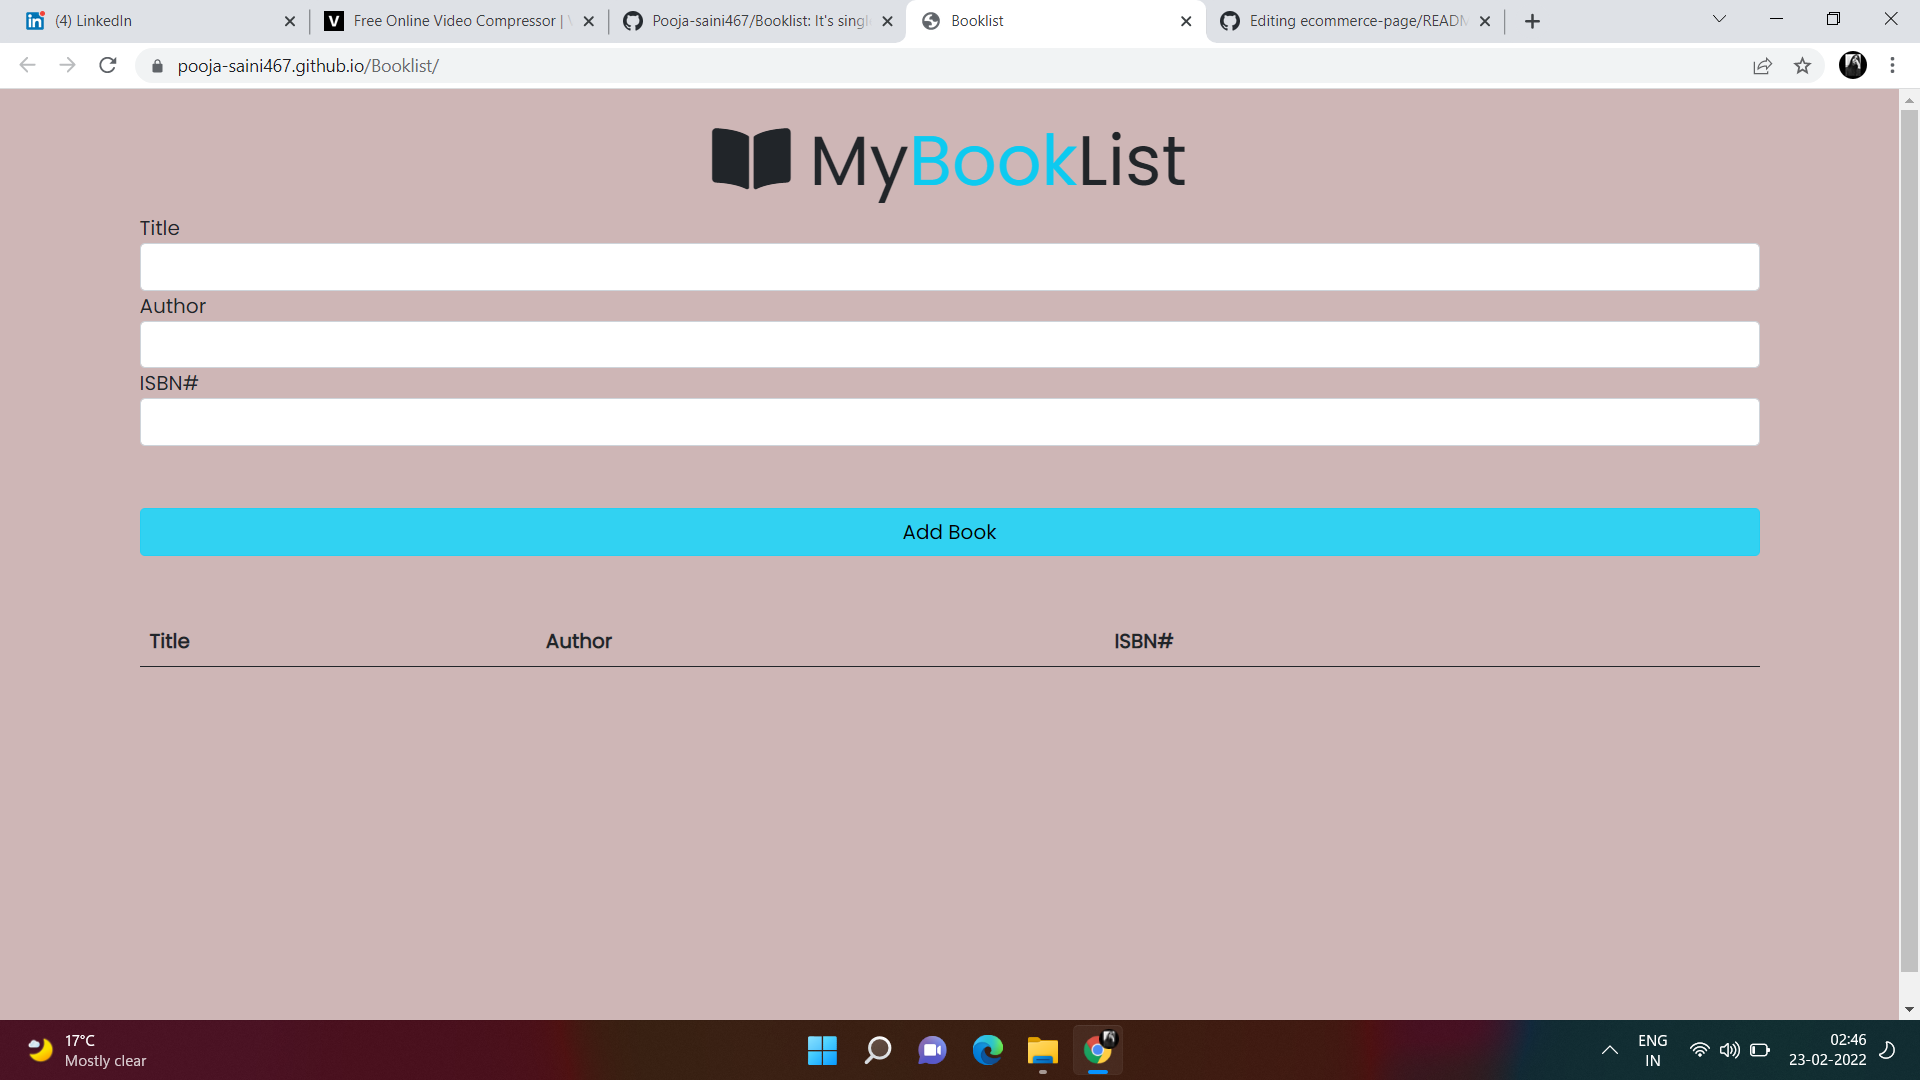 (4) LinkedIn
Free Online Video Compressor |
Pooja-saini467/Booklist: It's singl
Booklist
Editing ecommerce-page/READM
pooja-saini467.github.io/Booklist/
MyBookList
Title
Author
ISBN#
Add Book
Title Author ISBN#
17°C
Mostly clear
ENG
IN
02:46
23-02-2022